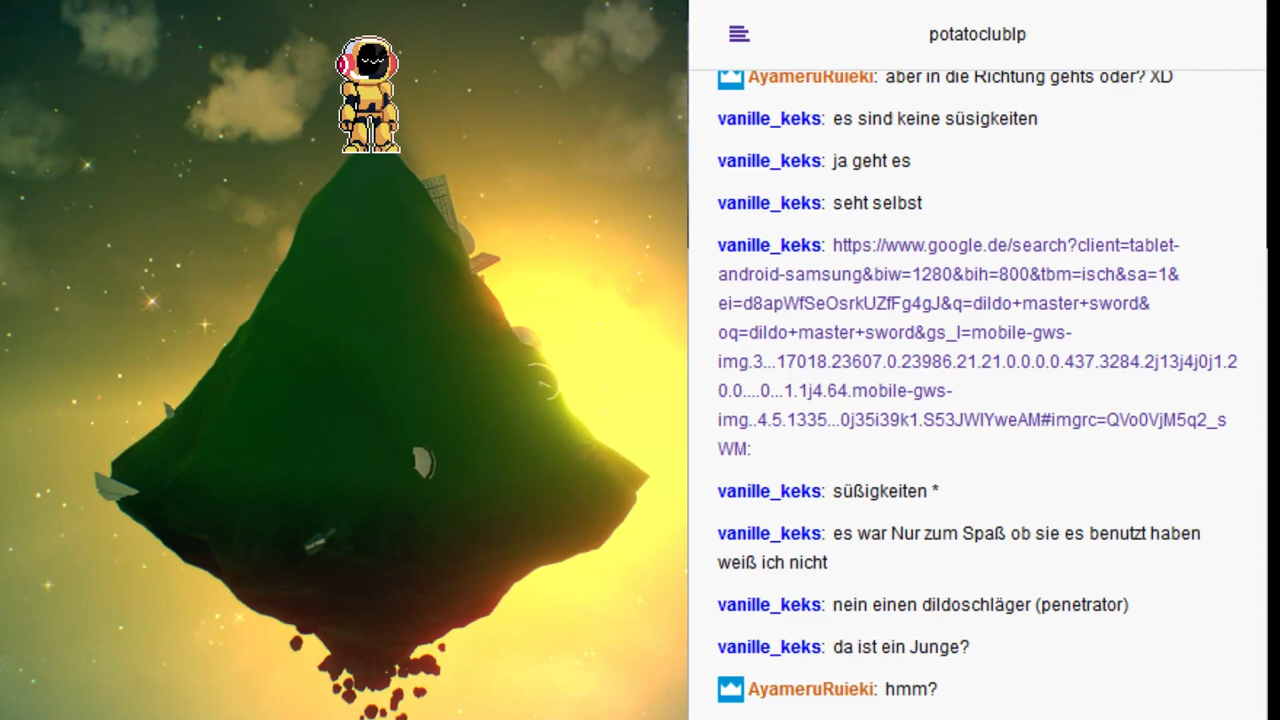 potatoclublp
AyameruRuieki: aber in die Richtung gehts oder? XD
vanille_keks: es sind keine süsigkeiten
vanille_keks: ja geht es
vanille_keks: seht selbst
vanille_keks: https://www.google.de/search?client=tablet-
android-samsung&biw=1280&bih=800&tbm=isch&sa=1&
ei=d8apWfSeOsrkUZfFg4gJ&q=dildo+master+sword&
oq=dildo+master+sword&gs_l=mobile-gws-
img.3...17018.23607.0.23986.21.21.0.0.0.0.437.3284.2j13j4j0j1.2
0.0....0...1.1j4.64.mobile-gws-
img..4.5.1335...0j35i39k1.S53JWIYweAM#imgrc=QVo0VjM5q2_s
WM:
vanille_keks: süßigkeiten *
vanille_keks: es war Nur zum Spaß ob sie es benutzt haben
weiß ich nicht
vanille_keks: nein einen dildoschläger (penetrator)
vanille_keks: da ist ein Junge?
AyameruRuieki: hmm?